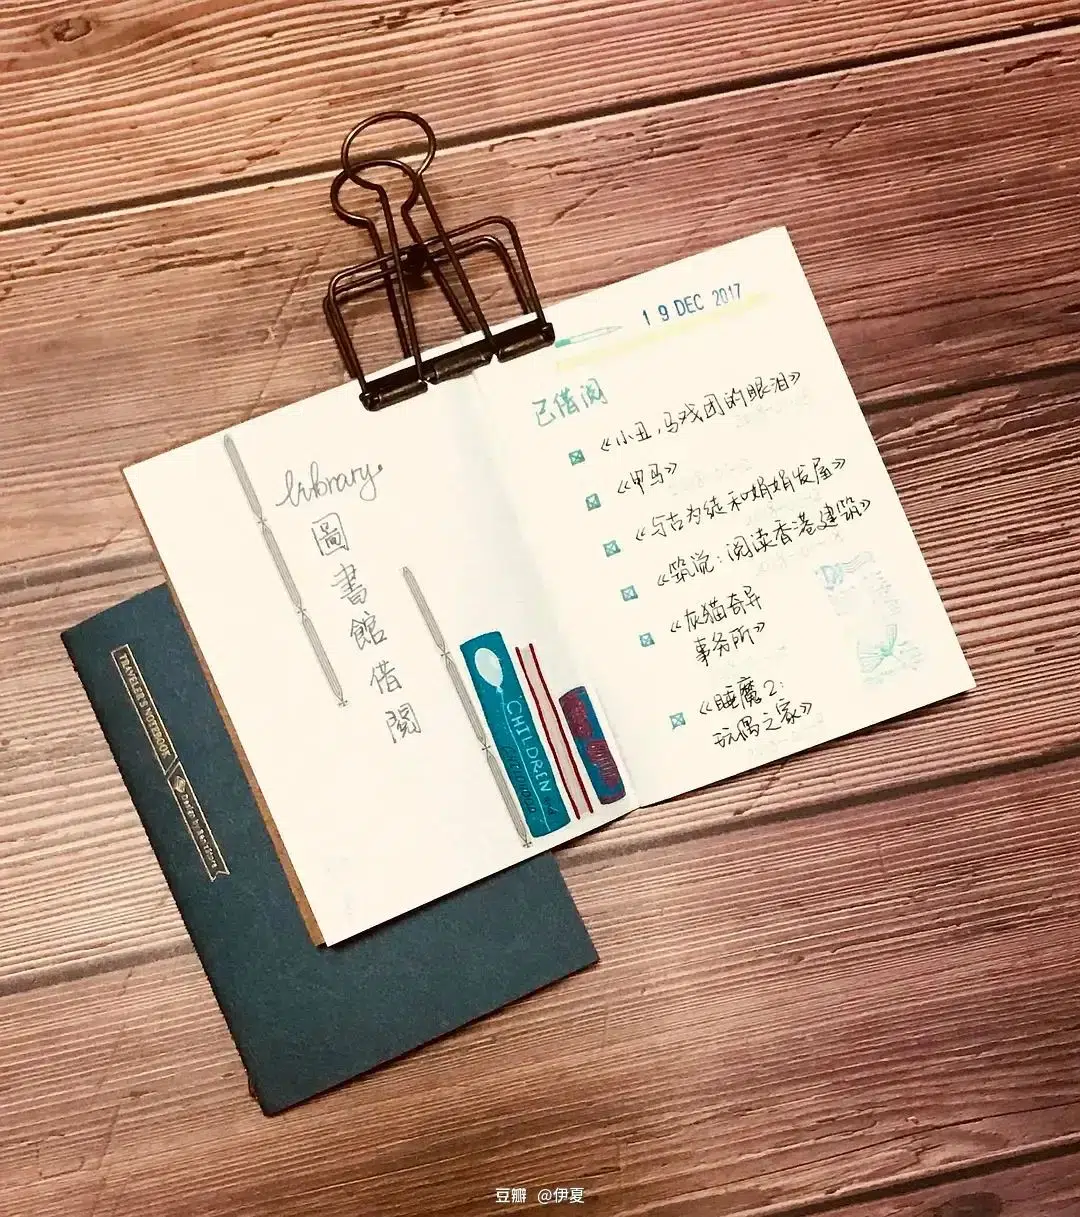 library
圖
書
館
借
閱
CHILDREN
19 DEC 2017
已借阅
《小丑,马戏团的眼泪》
《甲马》
《与古为徒和娟娟发屋》
《筑觉:阅读香港建筑》
《灰猫奇异
事务所》
《睡魔2:
玩偶之家》
TRAVELER'S NOTEBOOK
豆瓣 @伊夏